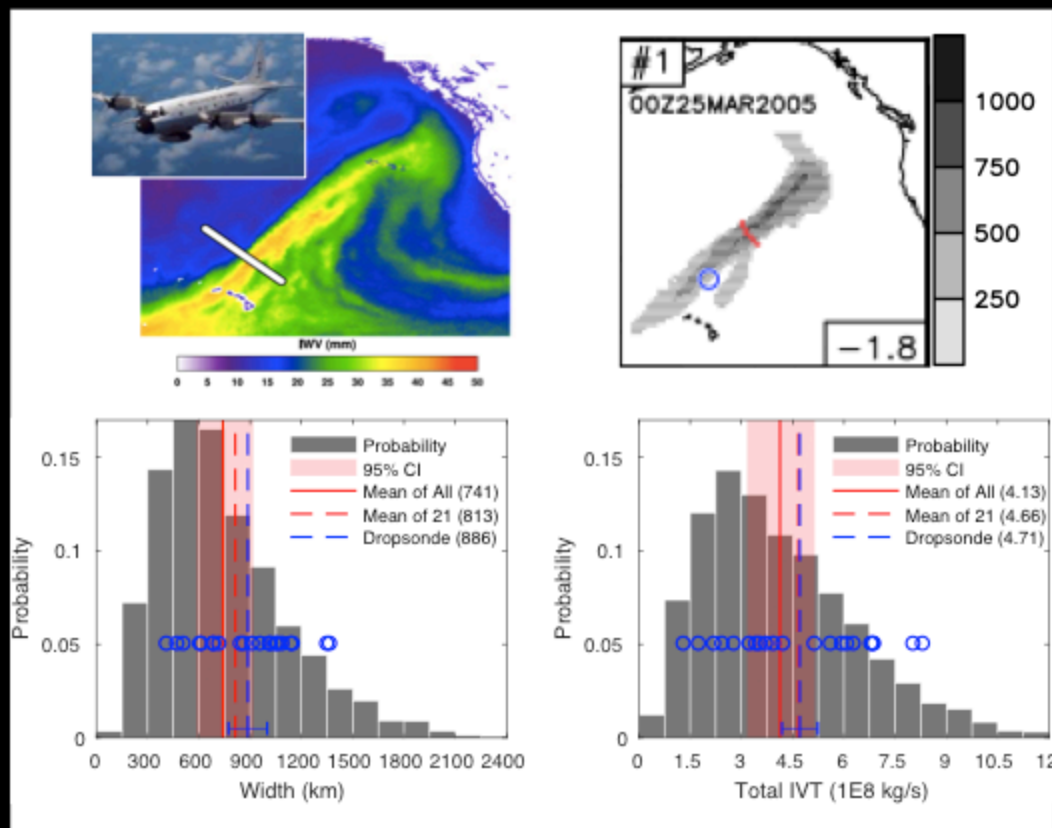 IWV (mm)
0 5 10 15 20 25 30 35 40 45 50
#1
00Z25MAR2005
-1.8
1000
750
500
250
Probability
0.15
0.1
0.05
0
Probability
95% CI
Mean of All (741)
Mean of 21 (813)
Dropsonde (886)
0 300 600 900 1200 1500 1800 2100 2400
Width (km)
Probability
0.15
0.1
0.05
0
Probability
95% CI
Mean of All (4.13)
Mean of 21 (4.66)
Dropsonde (4.71)
0 1.5 3 4.5 6 7.5 9 10.5 12
Total IVT (1E8 kg/s)